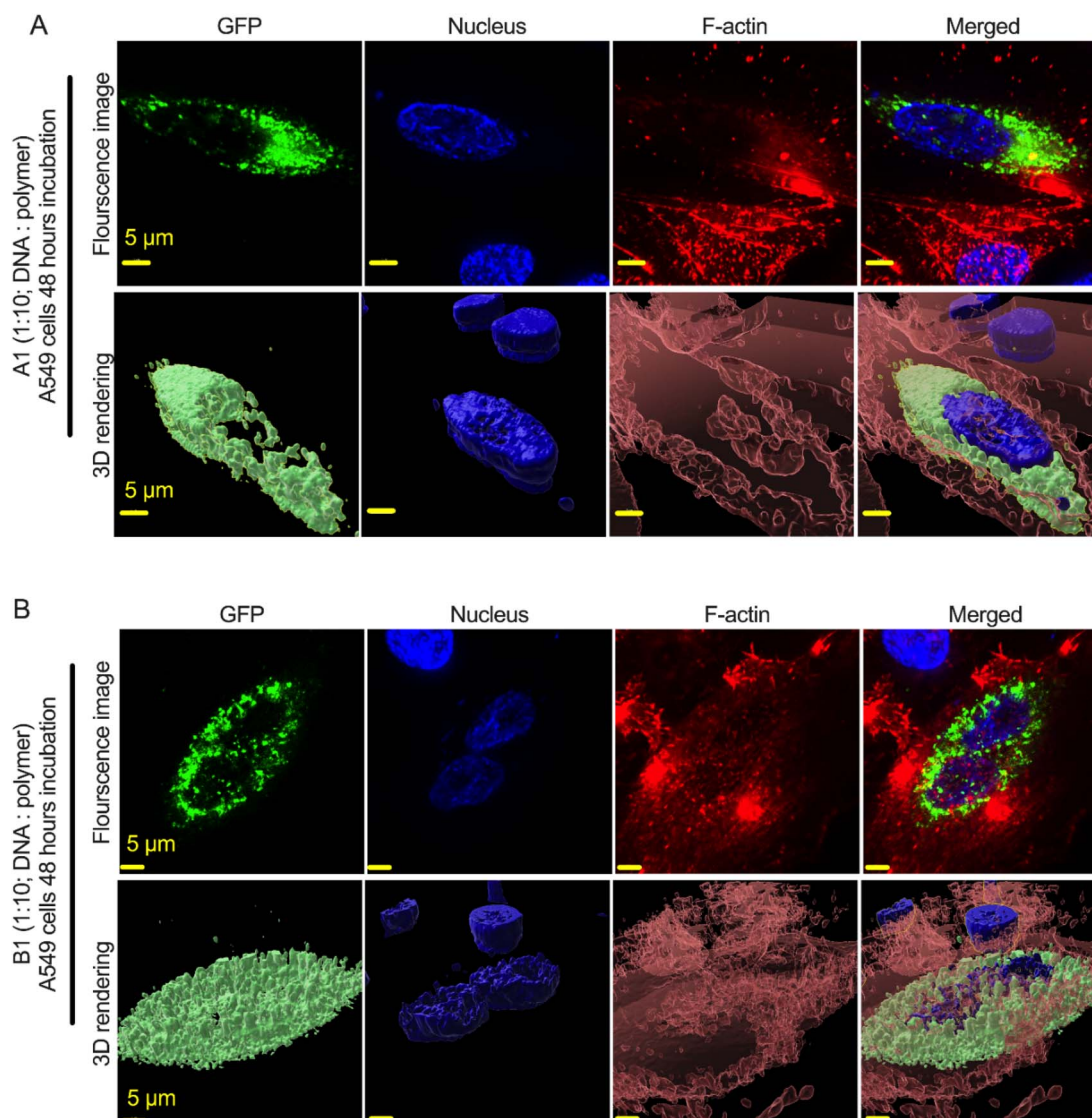 A
GFP Nucleus F-actin Merged
A1 (1:10; DNA : polymer)
A549 cells 48 hours incubation
Flourscence image
5 μm
3D rendering
5 μm
B
GFP Nucleus F-actin Merged
B1 (1:10; DNA : polymer)
A549 cells 48 hours incubation
Flourscence image
5 μm
3D rendering
5 μm